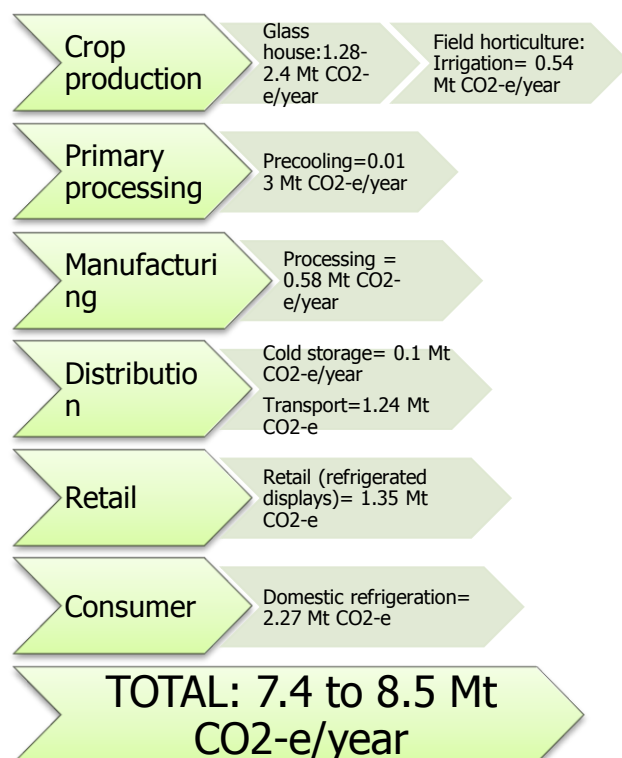 Crop
production
Glass
house:1.28-
2.4 Mt CO2-
e/year
Field horticulture:
Irrigation= 0.54
Mt CO2-e/year
Primary
processing
Precooling=0.01
3 Mt CO2-e/year
Manufacturi
ng
Processing =
0.58 Mt CO2-
e/year
Distributio
n
Cold storage= 0.1 Mt
CO2-e/year
Transport=1.24 Mt
CO2-e
Retail
Retail (refrigerated
displays)= 1.35 Mt
CO2-e
Consumer
Domestic refrigeration=
2.27 Mt CO2-e
TOTAL: 7.4 to 8.5 Mt
CO2-e/year